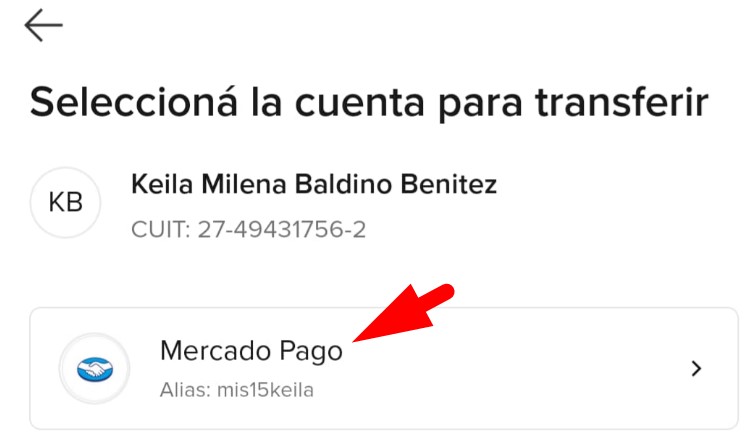 Seleccioná la cuenta para transferir
KB
Keila Milena Baldino Benitez
CUIT: 27-49431756-2
Mercado Pago
Alias: mis15keila